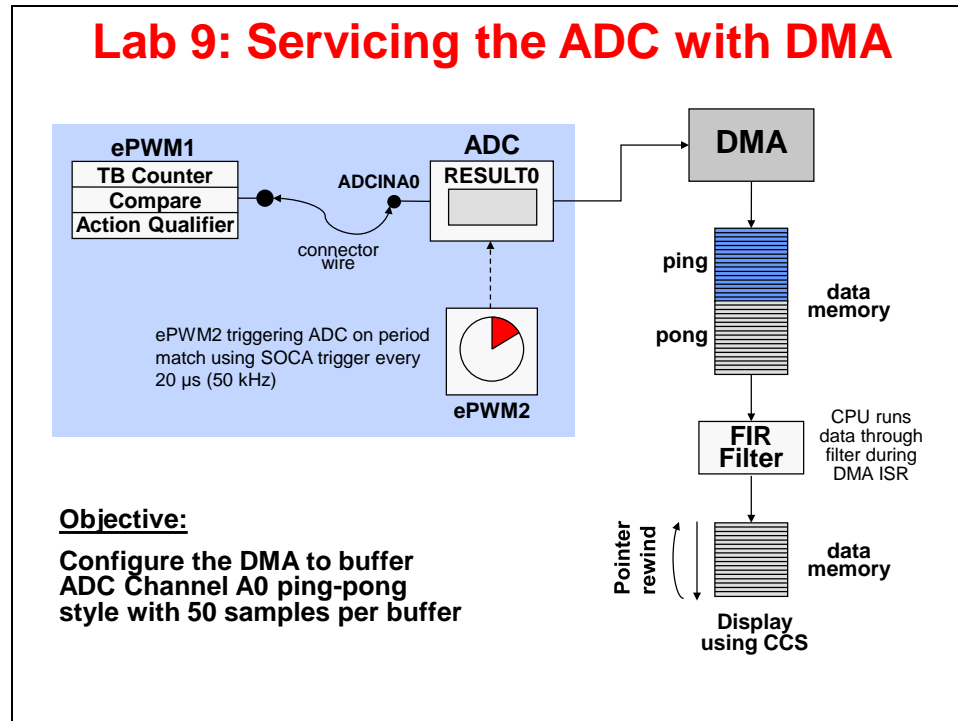 Lab 9: Servicing the ADC with DMA
ePWM1
TB Counter
Compare
Action Qualifier
connector
wire
ADCINA0
ADC
RESULT0
DMA
ping
pong
data
memory
ePWM2 triggering ADC on period
match using SOCA trigger every
20 µs (50 kHz)
ePWM2
FIR
Filter
CPU runs
data through
filter during
DMA ISR
Objective:
Configure the DMA to buffer
ADC Channel A0 ping-pong
style with 50 samples per buffer
Pointer
rewind
data
memory
Display
using CCS